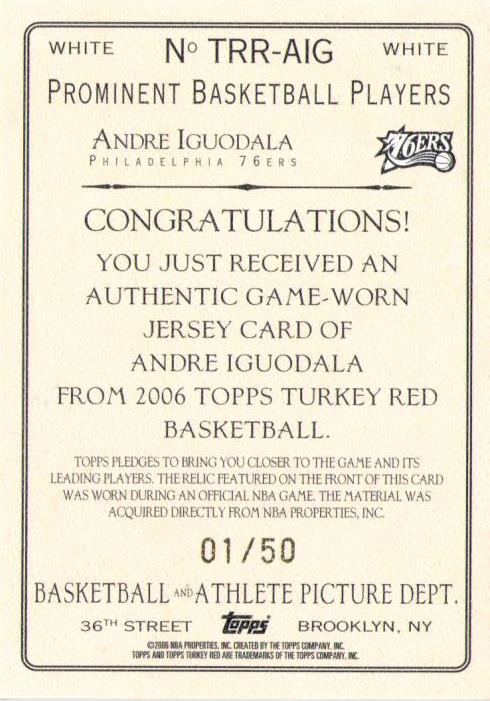 WHITE Nº TRR-AIG WHITE
PROMINENT BASKETBALL PLAYERS
ANDRE IGUODALA
PHILADELPHIA 76ERS
76ERS
CONGRATULATIONS!
YOU JUST RECEIVED AN
AUTHENTIC GAME-WORN
JERSEY CARD OF
ANDRE IGUODALA
FROM 2006 TOPPS TURKEY RED
BASKETBALL.
TOPPS PLEDGES TO BRING YOU CLOSER TO THE GAME AND ITS
LEADING PLAYERS. THE RELIC FEATURED ON THE FRONT OF THIS CARD
WAS WORN DURING AN OFFICIAL NBA GAME. THE MATERIAL WAS
ACQUIRED DIRECTLY FROM NBA PROPERTIES, INC.
01/50
BASKETBALL AND ATHLETE PICTURE DEPT.
36TH STREET Topps BROOKLYN, NY
©2006 NBA PROPERTIES, INC. CREATED BY THE TOPPS COMPANY, INC.
TOPPS AND TOPPS TURKEY RED ARE TRADEMARKS OF THE TOPPS COMPANY, INC.